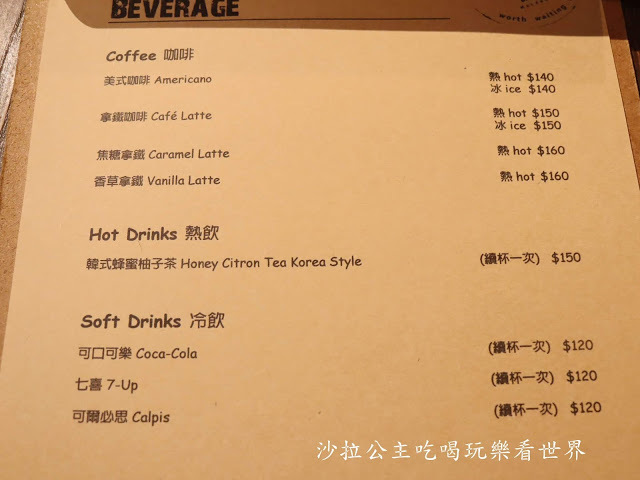 BEVERAGE
worth waiting
Coffee 咖啡
美式咖啡 Americano 熱 hot $140
冰 ice $140
拿鐵咖啡 Café Latte 熱 hot $150
冰 ice $150
焦糖拿鐵 Caramel Latte 熱 hot $160
香草拿鐵 Vanilla Latte 熱 hot $160
Hot Drinks 熱飲
韓式蜂蜜柚子茶 Honey Citron Tea Korea Style (續杯一次) $150
Soft Drinks 冷飲
可口可樂 Coca-Cola (續杯一次) $120
七喜 7-Up (續杯一次) $120
可爾必思 Calpis (續杯一次) $120
沙拉公主吃喝玩樂看世界